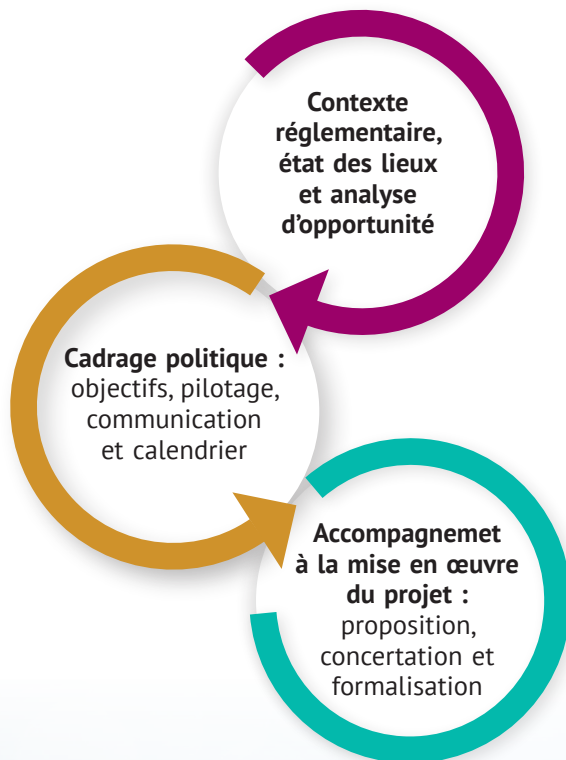 Contexte
réglementaire,
état des lieux
et analyse
d’opportunité
Cadrage politique :
objectifs, pilotage,
communication
et calendrier
Accompagnemet
à la mise en œuvre
du projet :
proposition,
concertation et
formalisation